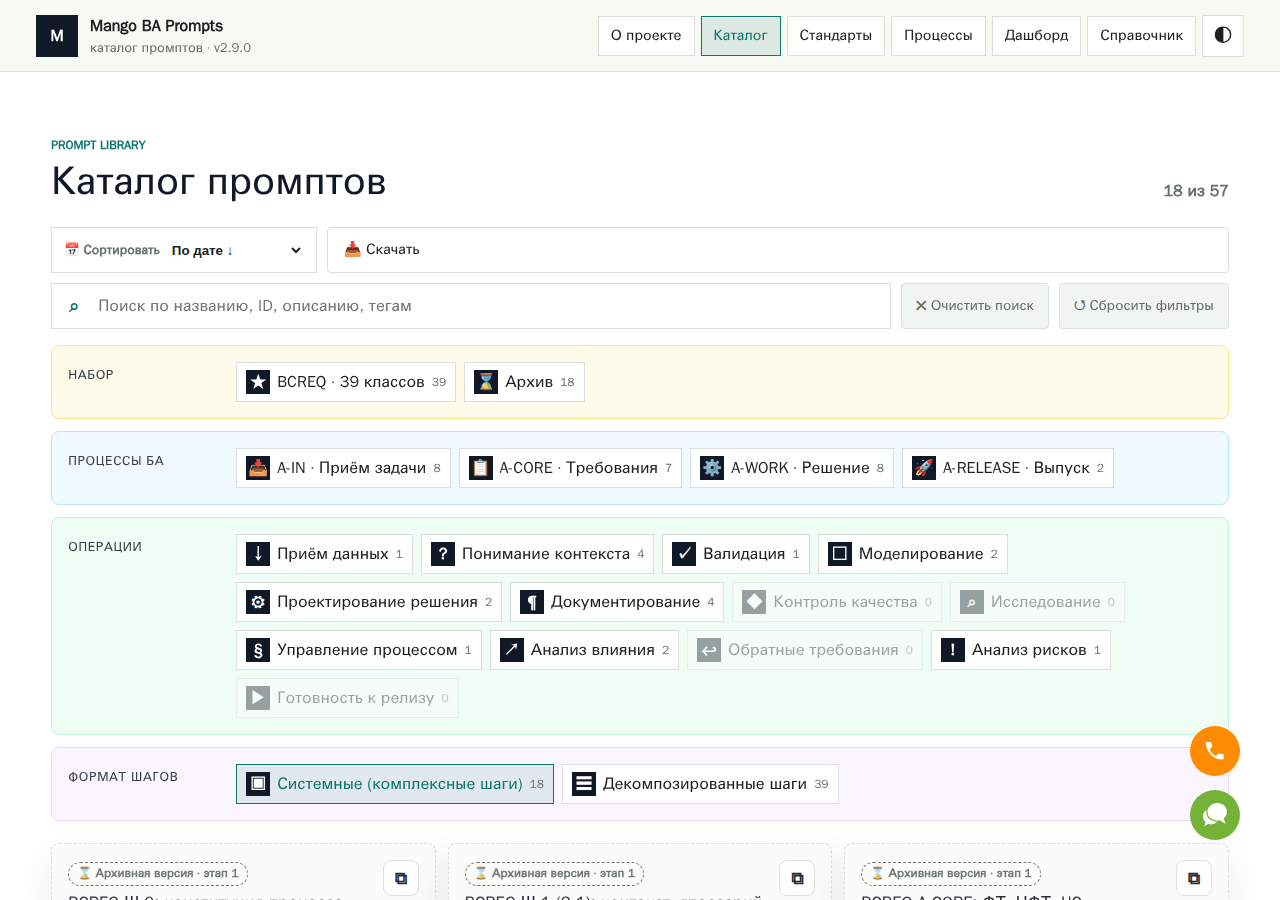 M
Mango BA Prompts
каталог промптов · v2.9.0
О проекте
Каталог
Стандарты
Процессы
Дашборд
Справочник
PROMPT LIBRARY
Каталог промптов
18 из 57
📅 Сортировать По дате ↓
📥 Скачать
Поиск по названию, ID, описанию, тегам
✕ Очистить поиск
↺ Сбросить фильтры
НАБОР
★ BCREQ · 39 классов 39
⌛ Архив 18
ПРОЦЕССЫ БА
📥 A-IN · Приём задачи 8
📋 A-CORE · Требования 7
⚙️ A-WORK · Решение 8
🚀 A-RELEASE · Выпуск 2
ОПЕРАЦИИ
↓ Приём данных 1
? Понимание контекста 4
✓ Валидация 1
□ Моделирование 2
⚙ Проектирование решения 2
¶ Документирование 4
◆ Контроль качества 0
⌕ Исследование 0
§ Управление процессом 1
↗ Анализ влияния 2
↩ Обратные требования 0
! Анализ рисков 1
▶ Готовность к релизу 0
ФОРМАТ ШАГОВ
▣ Системные (комплексные шаги) 18
☰ Декомпозированные шаги 39
⌛ Архивная версия · этап 1
⌛ Архивная версия · этап 1
⌛ Архивная версия · этап 1